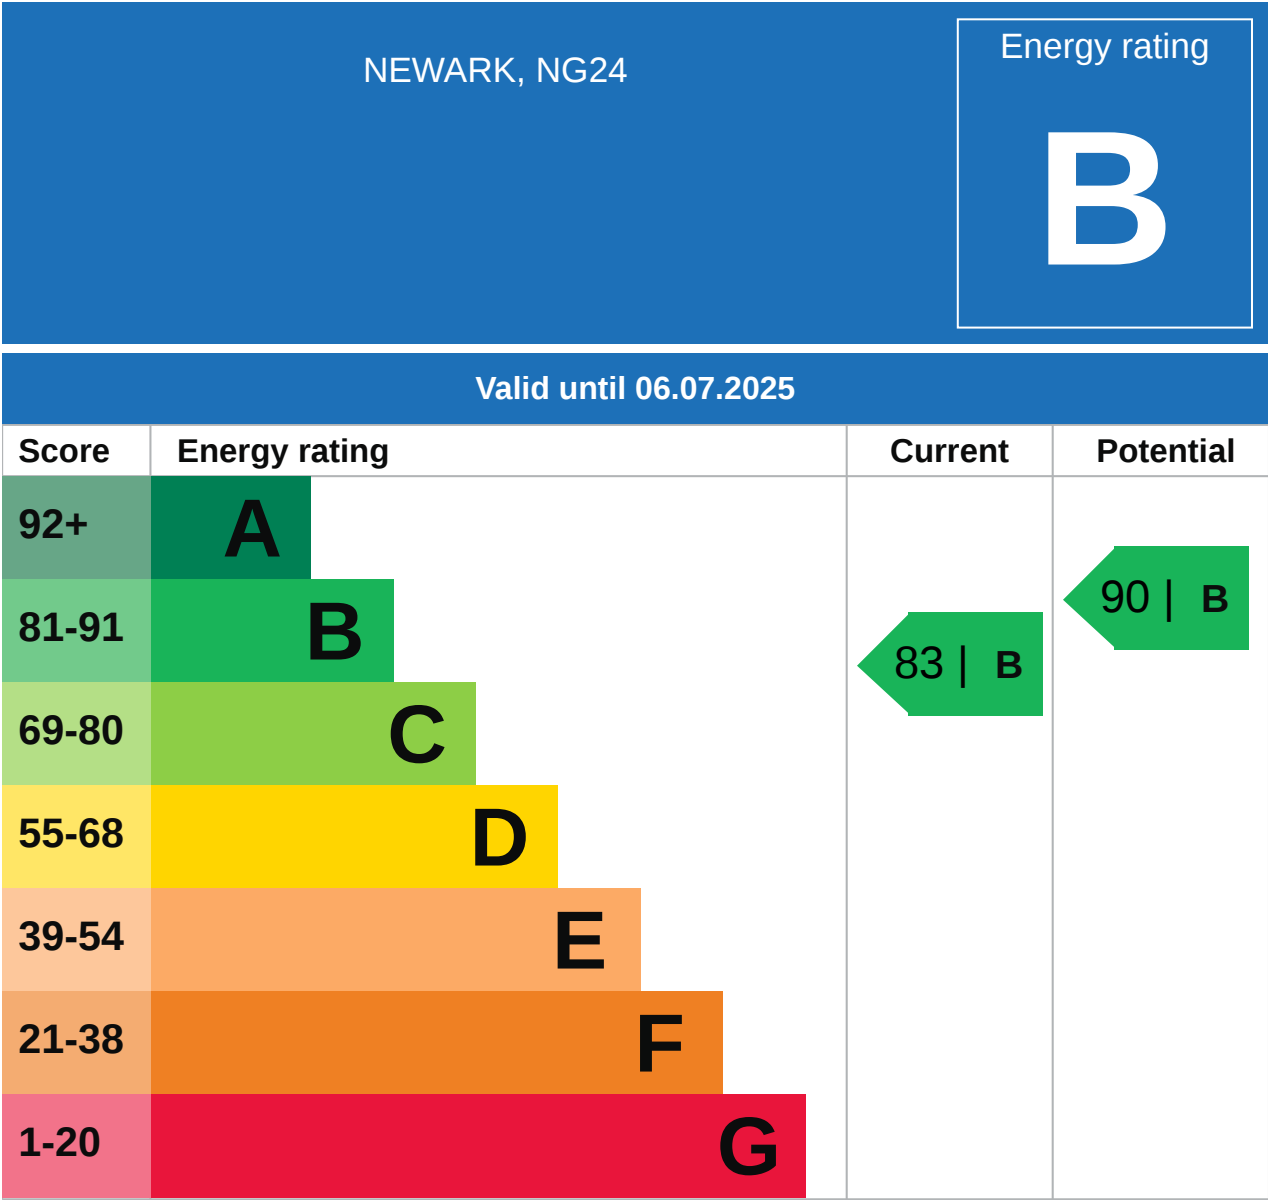 NEWARK, NG24
Energy rating
B
Valid until 06.07.2025
Score Energy rating Current Potential
92+ A
81-91 B
69-80 C
55-68 D
39-54 E
21-38 F
1-20 G
83 | B
90 | B